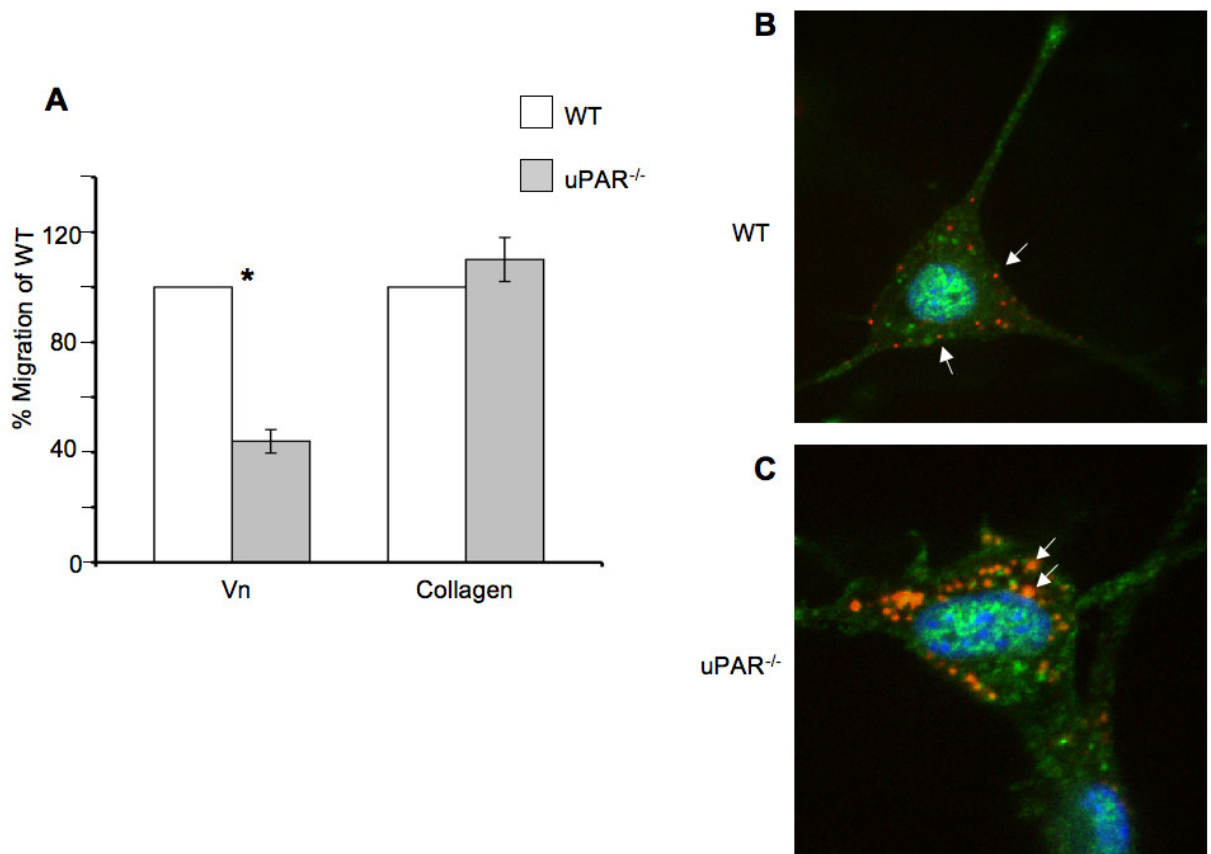 A
WT
uPAR-/-
% Migration of WT
120
80
40
0
*
Vn
Collagen
B
WT
C
uPAR-/-